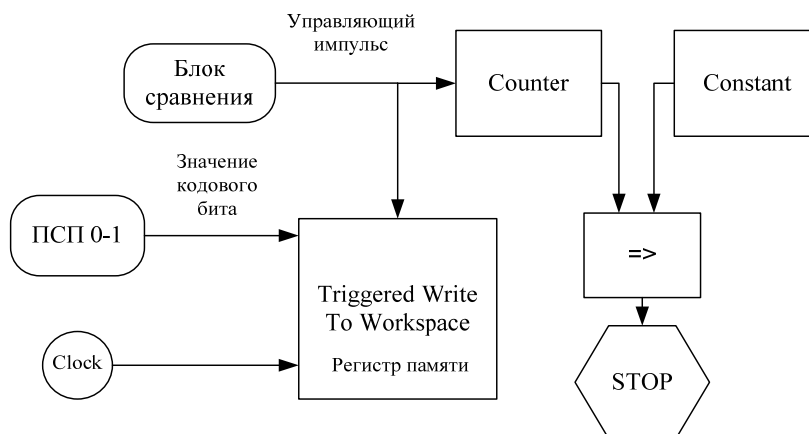 Управляющий
импульс
Блок
сравнения
Counter
Constant
Значение
кодового
бита
ПСП 0-1
=>
Triggered Write
To Workspace
Clock
Регистр памяти
STOP